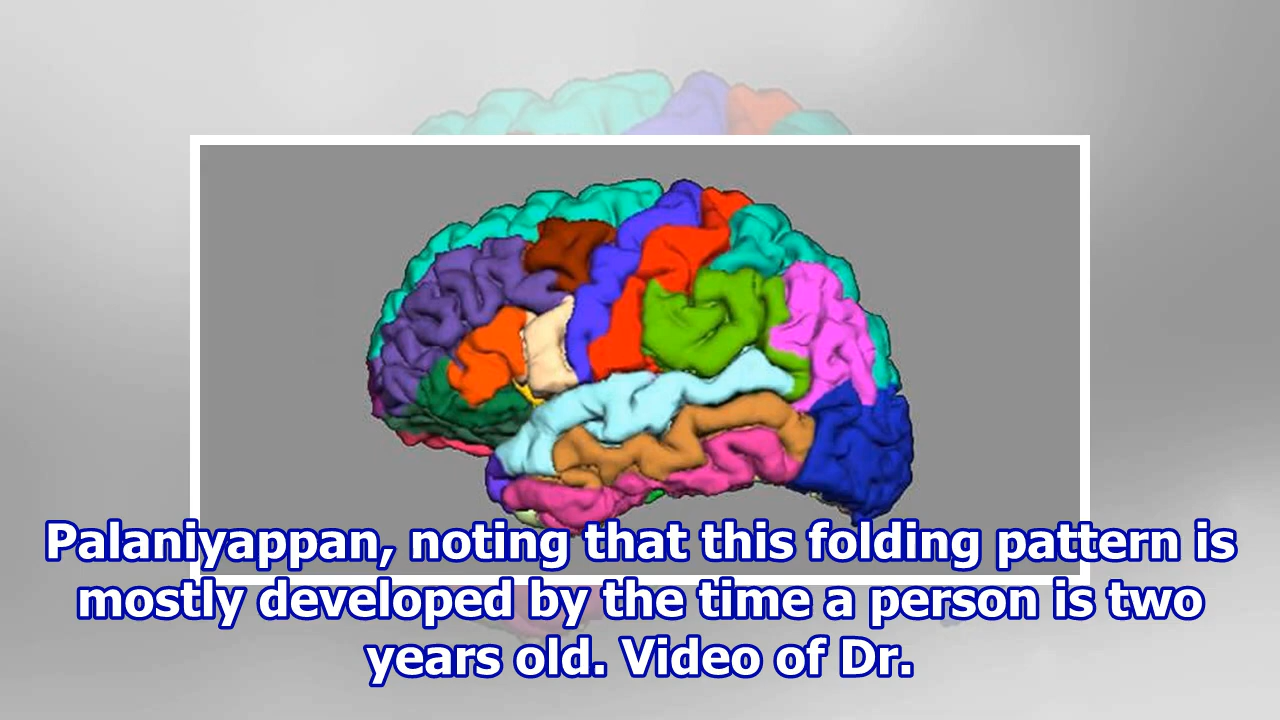 Palaniyappan, noting that this folding pattern is
mostly developed by the time a person is two
years old. Video of Dr.